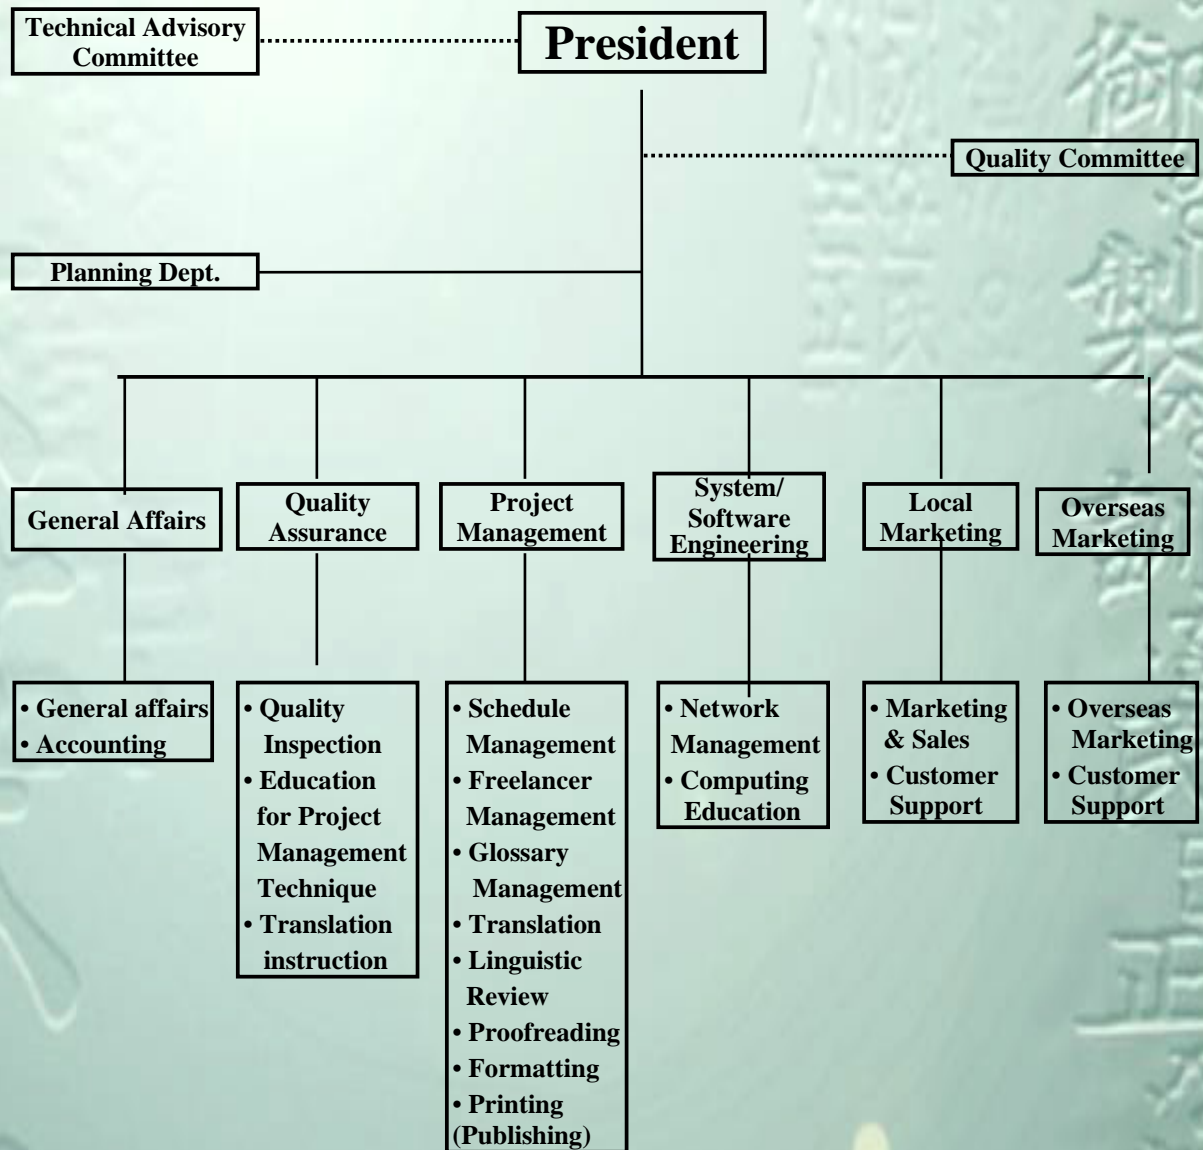 Technical Advisory
Committee
President
Quality Committee
Planning Dept.
General Affairs
Quality
Assurance
Project
Management
System/
Software
Engineering
Local
Marketing
Overseas
Marketing
• General affairs
• Accounting
• Quality
Inspection
• Education
for Project
Management
Technique
• Translation
instruction
• Schedule
Management
• Freelancer
Management
• Glossary
Management
• Translation
• Linguistic
Review
• Proofreading
• Formatting
• Printing
(Publishing)
• Network
Management
• Computing
Education
• Marketing
& Sales
• Customer
Support
• Overseas
Marketing
• Customer
Support